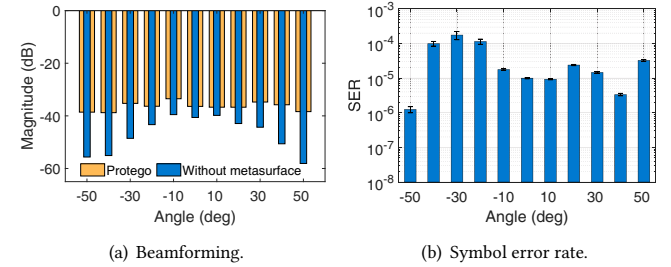 0
-20
-40
-60
Magnitude (dB)
Protego
Without metasurface
-50 -30 -10 10 30 50
Angle (deg)
(a) Beamforming.
10-3
10-4
10-5
10-6
10-7
10-8
SER
-50 -30 -10 10 30 50
Angle (deg)
(b) Symbol error rate.